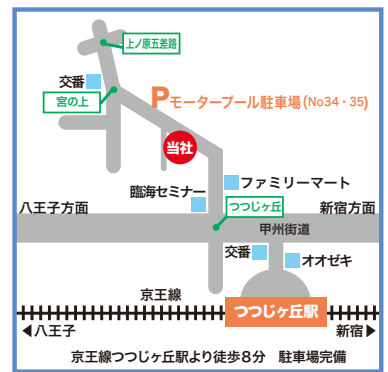 上ノ原五差路
交番
宮の上
Pモータープール駐車場(No34・35)
当社
ファミリーマート
臨海セミナー
つつじヶ丘
八王子方面
新宿方面
甲州街道
交番
オオゼキ
京王線
つつじヶ丘駅
◀八王子
新宿▶
京王線つつじヶ丘駅より徒歩8分 駐車場完備